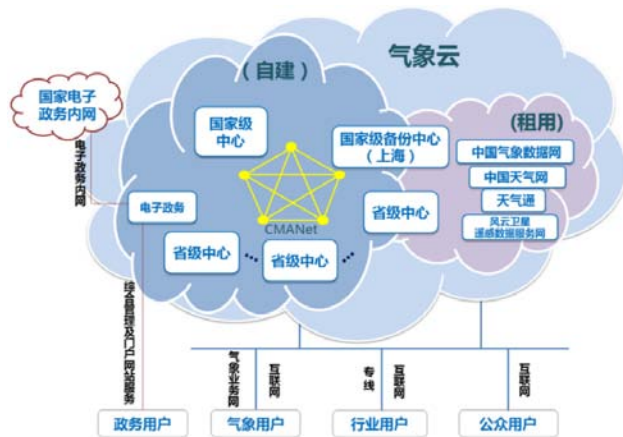 气象云
(自建)
(租用)
国家电子
政务内网
国家级
中心
国家级备份中心
(上海)
中国气象数据网
中国天气网
天气通
风云卫星
遥感数据服务网
电子政务内网
电子政务
CMANet
省级中心
省级中心
···
省级中心
···
综合管理及门户网站服务
气象业务网
互联网
专线
互联网
互联网
政务用户
气象用户
行业用户
公众用户